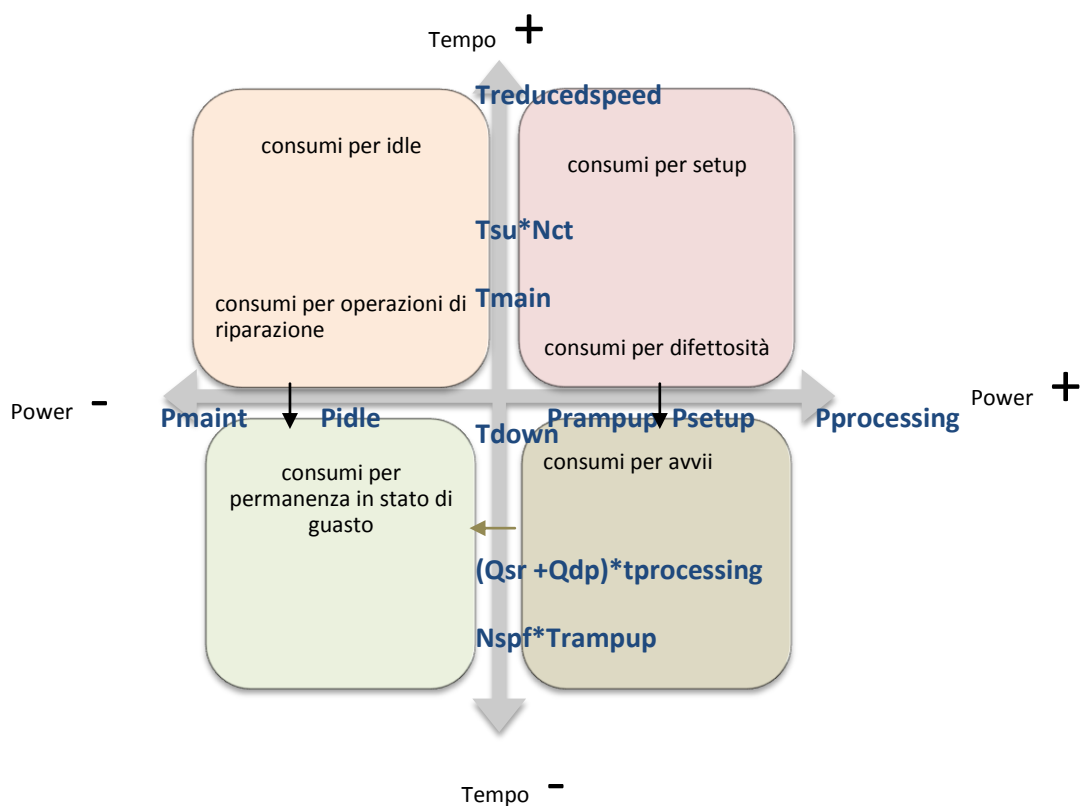 Tempo +
Treducedspeed
consumi per idle
consumi per setup
Tsu*Nct
Tmain
consumi per operazioni di
riparazione
consumi per difettosità
Power -
Power +
Pmaint Pidle Prampup Psetup Pprocessing
Tdown
consumi per
permanenza in stato di
guasto
consumi per avvii
(Qsr +Qdp)*tprocessing
Nspf*Trampup
Tempo -